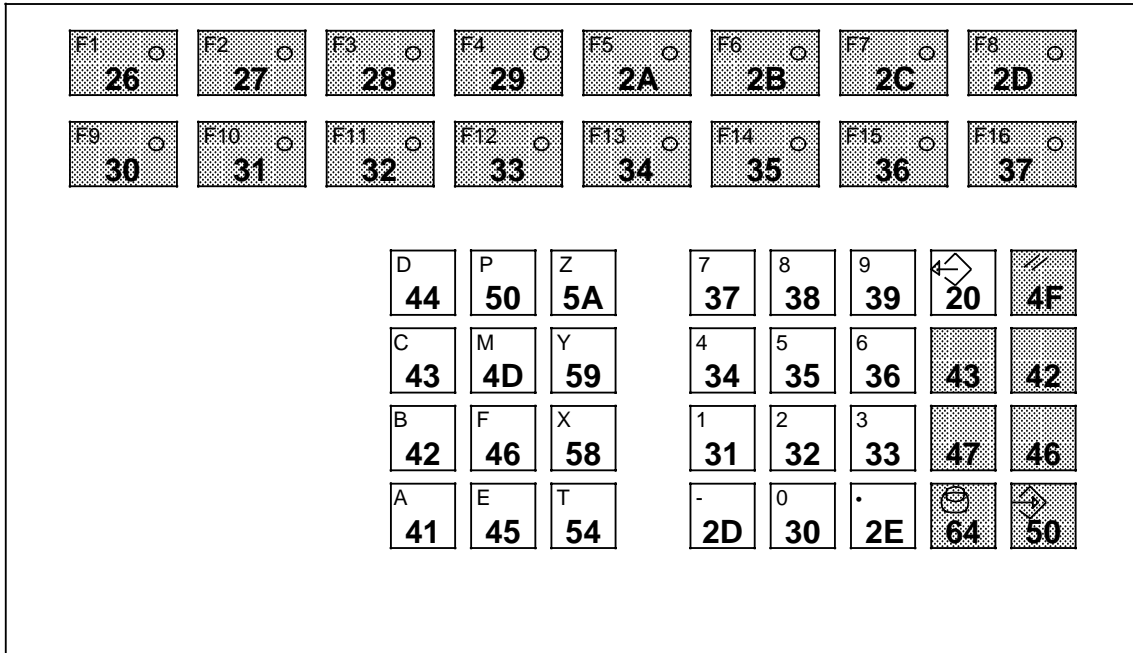 F1 F2 F3 F4 F5 F6 F7 F8
26 27 28 29 2A 2B 2C 2D
F9 F10 F11 F12 F13 F14 F15 F16
30 31 32 33 34 35 36 37
D P Z 7 8 9
44 50 5A 37 38 39 20 4F
C M Y 4 5 6
43 4D 59 34 35 36 43 42
B F X 1 2 3
42 46 58 31 32 33 47 46
A E T - 0 •
41 45 54 2D 30 2E 64 50